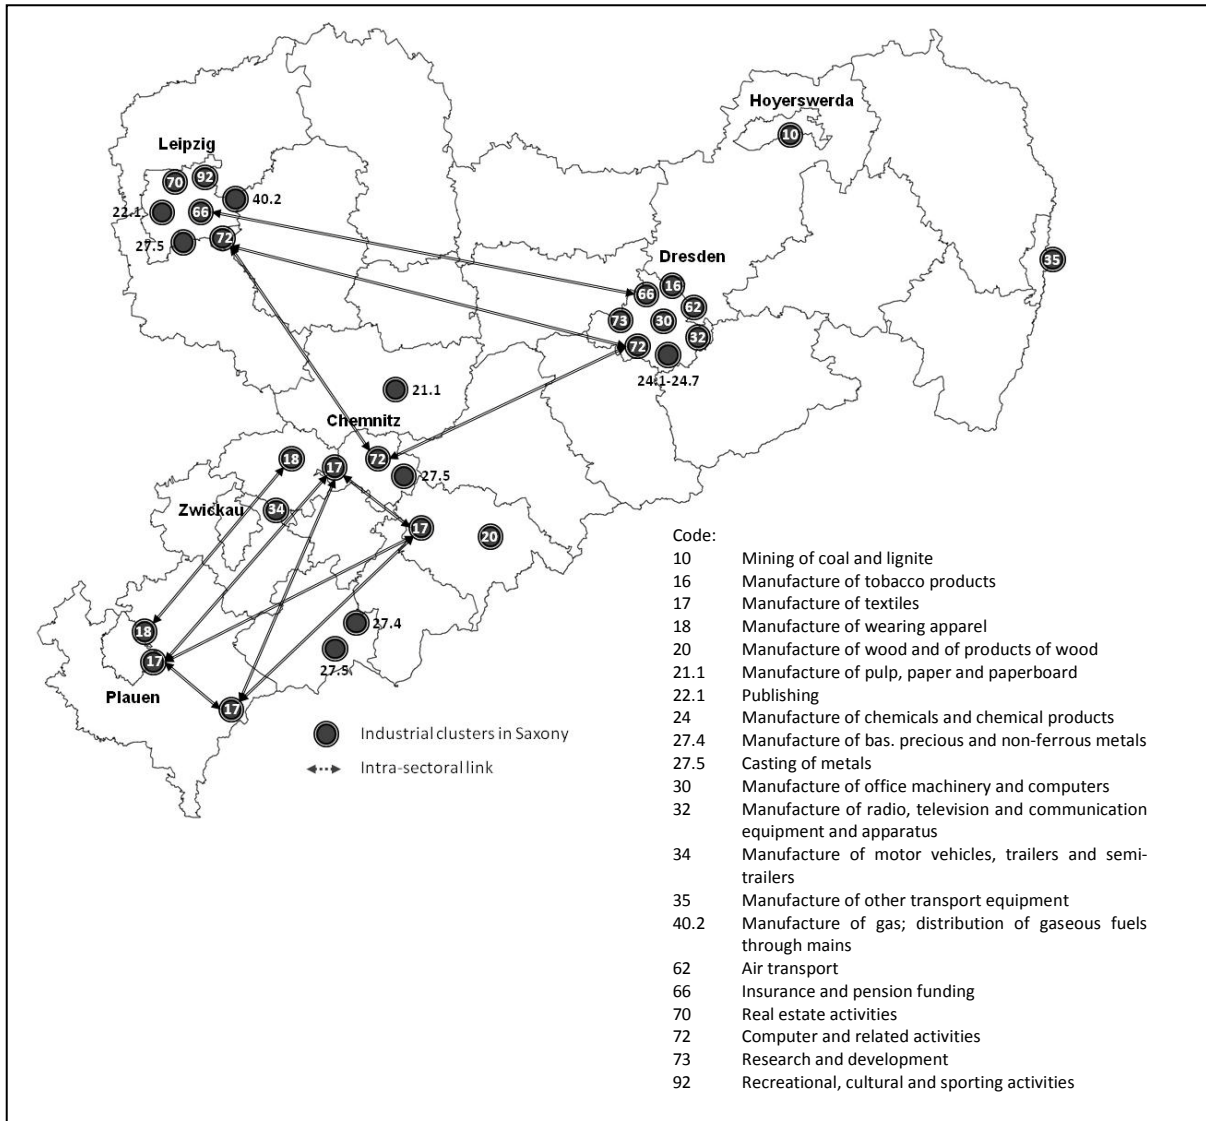 Hoyerswerda
10
Leipzig
70
92
40.2
22.1
66
27.5
72
35
Dresden
16
66
62
73
30
32
72
24.1-24.7
21.1
Chemnitz
18
17
72
27.5
Zwickau
34
17
20
18
27.4
17
27.5
Plauen
17
Industrial clusters in Saxony
Intra-sectoral link
Code:
10 Mining of coal and lignite
16 Manufacture of tobacco products
17 Manufacture of textiles
18 Manufacture of wearing apparel
20 Manufacture of wood and of products of wood
21.1 Manufacture of pulp, paper and paperboard
22.1 Publishing
24 Manufacture of chemicals and chemical products
27.4 Manufacture of bas. precious and non-ferrous metals
27.5 Casting of metals
30 Manufacture of office machinery and computers
32 Manufacture of radio, television and communication
equipment and apparatus
34 Manufacture of motor vehicles, trailers and semi-
trailers
35 Manufacture of other transport equipment
40.2 Manufacture of gas; distribution of gaseous fuels
through mains
62 Air transport
66 Insurance and pension funding
70 Real estate activities
72 Computer and related activities
73 Research and development
92 Recreational, cultural and sporting activities